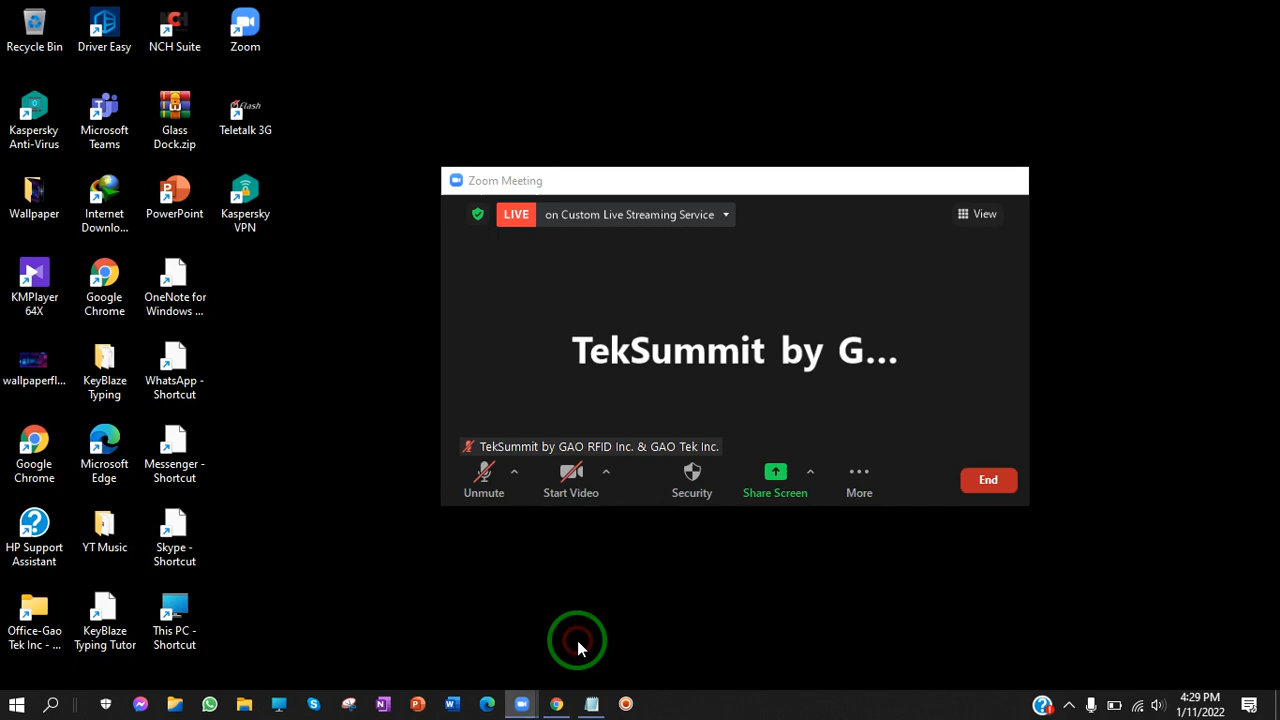 Recycle Bin
Driver Easy
NCH Suite
Zoom
Kaspersky
Anti-Virus
Microsoft
Teams
Glass
Dock.zip
flash
Teletalk 3G
Wallpaper
Internet
Downlo...
PowerPoint
Kaspersky
VPN
KMPlayer
64X
Google
Chrome
OneNote for
Windows ...
wallpaperfl...
KeyBlaze
Typing
WhatsApp -
Shortcut
Google
Chrome
Microsoft
Edge
Messenger -
Shortcut
HP Support
Assistant
YT Music
Skype -
Shortcut
Office-Gao
Tek Inc - ...
KeyBlaze
Typing Tutor
This PC -
Shortcut
Zoom Meeting
LIVE on Custom Live Streaming Service
View
TekSummit by G...
TekSummit by GAO RFID Inc. & GAO Tek Inc.
Unmute
Start Video
Security
Share Screen
More
End
4:29 PM
1/11/2022